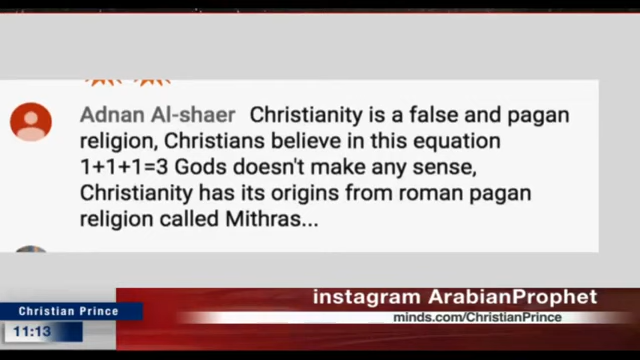 Adnan Al-shaer Christianity is a false and pagan
religion, Christians believe in this equation
1+1+1=3 Gods doesn't make any sense,
Christianity has its origins from roman pagan
religion called Mithras...
instagram ArabianProphet
Christian Prince
minds.com/ChristianPrince
11:13